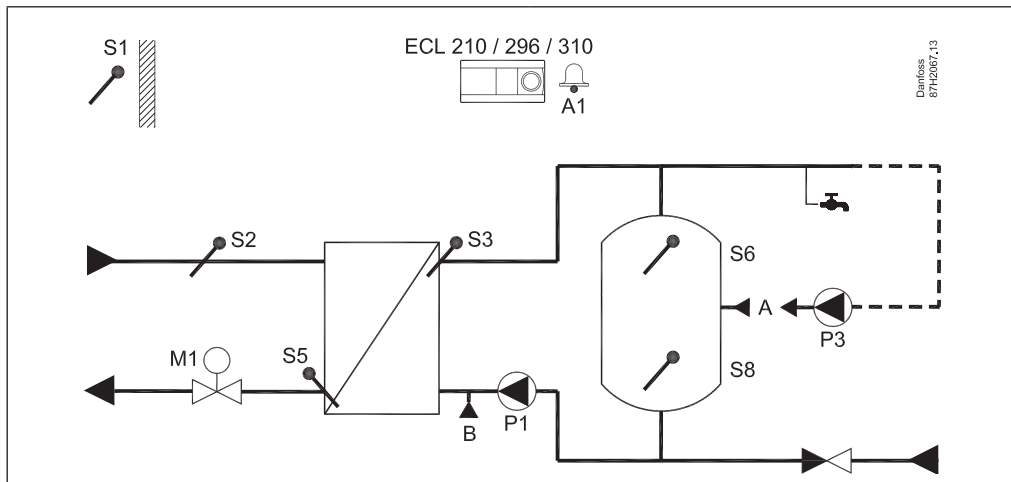 S1
ECL 210 / 296 / 310
A1
Danfoss
87H2067.13
S2
S3
S6
A
P3
M1
S5
S8
B
P1